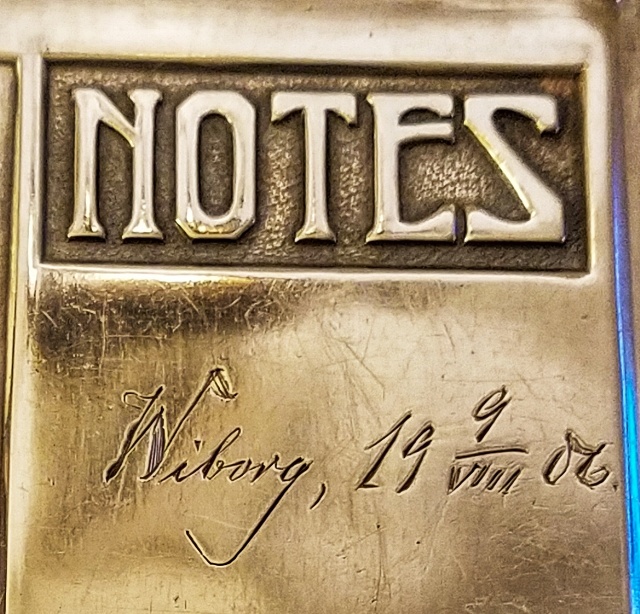 NOTES
Wiborg, 19 9/VIII 06.